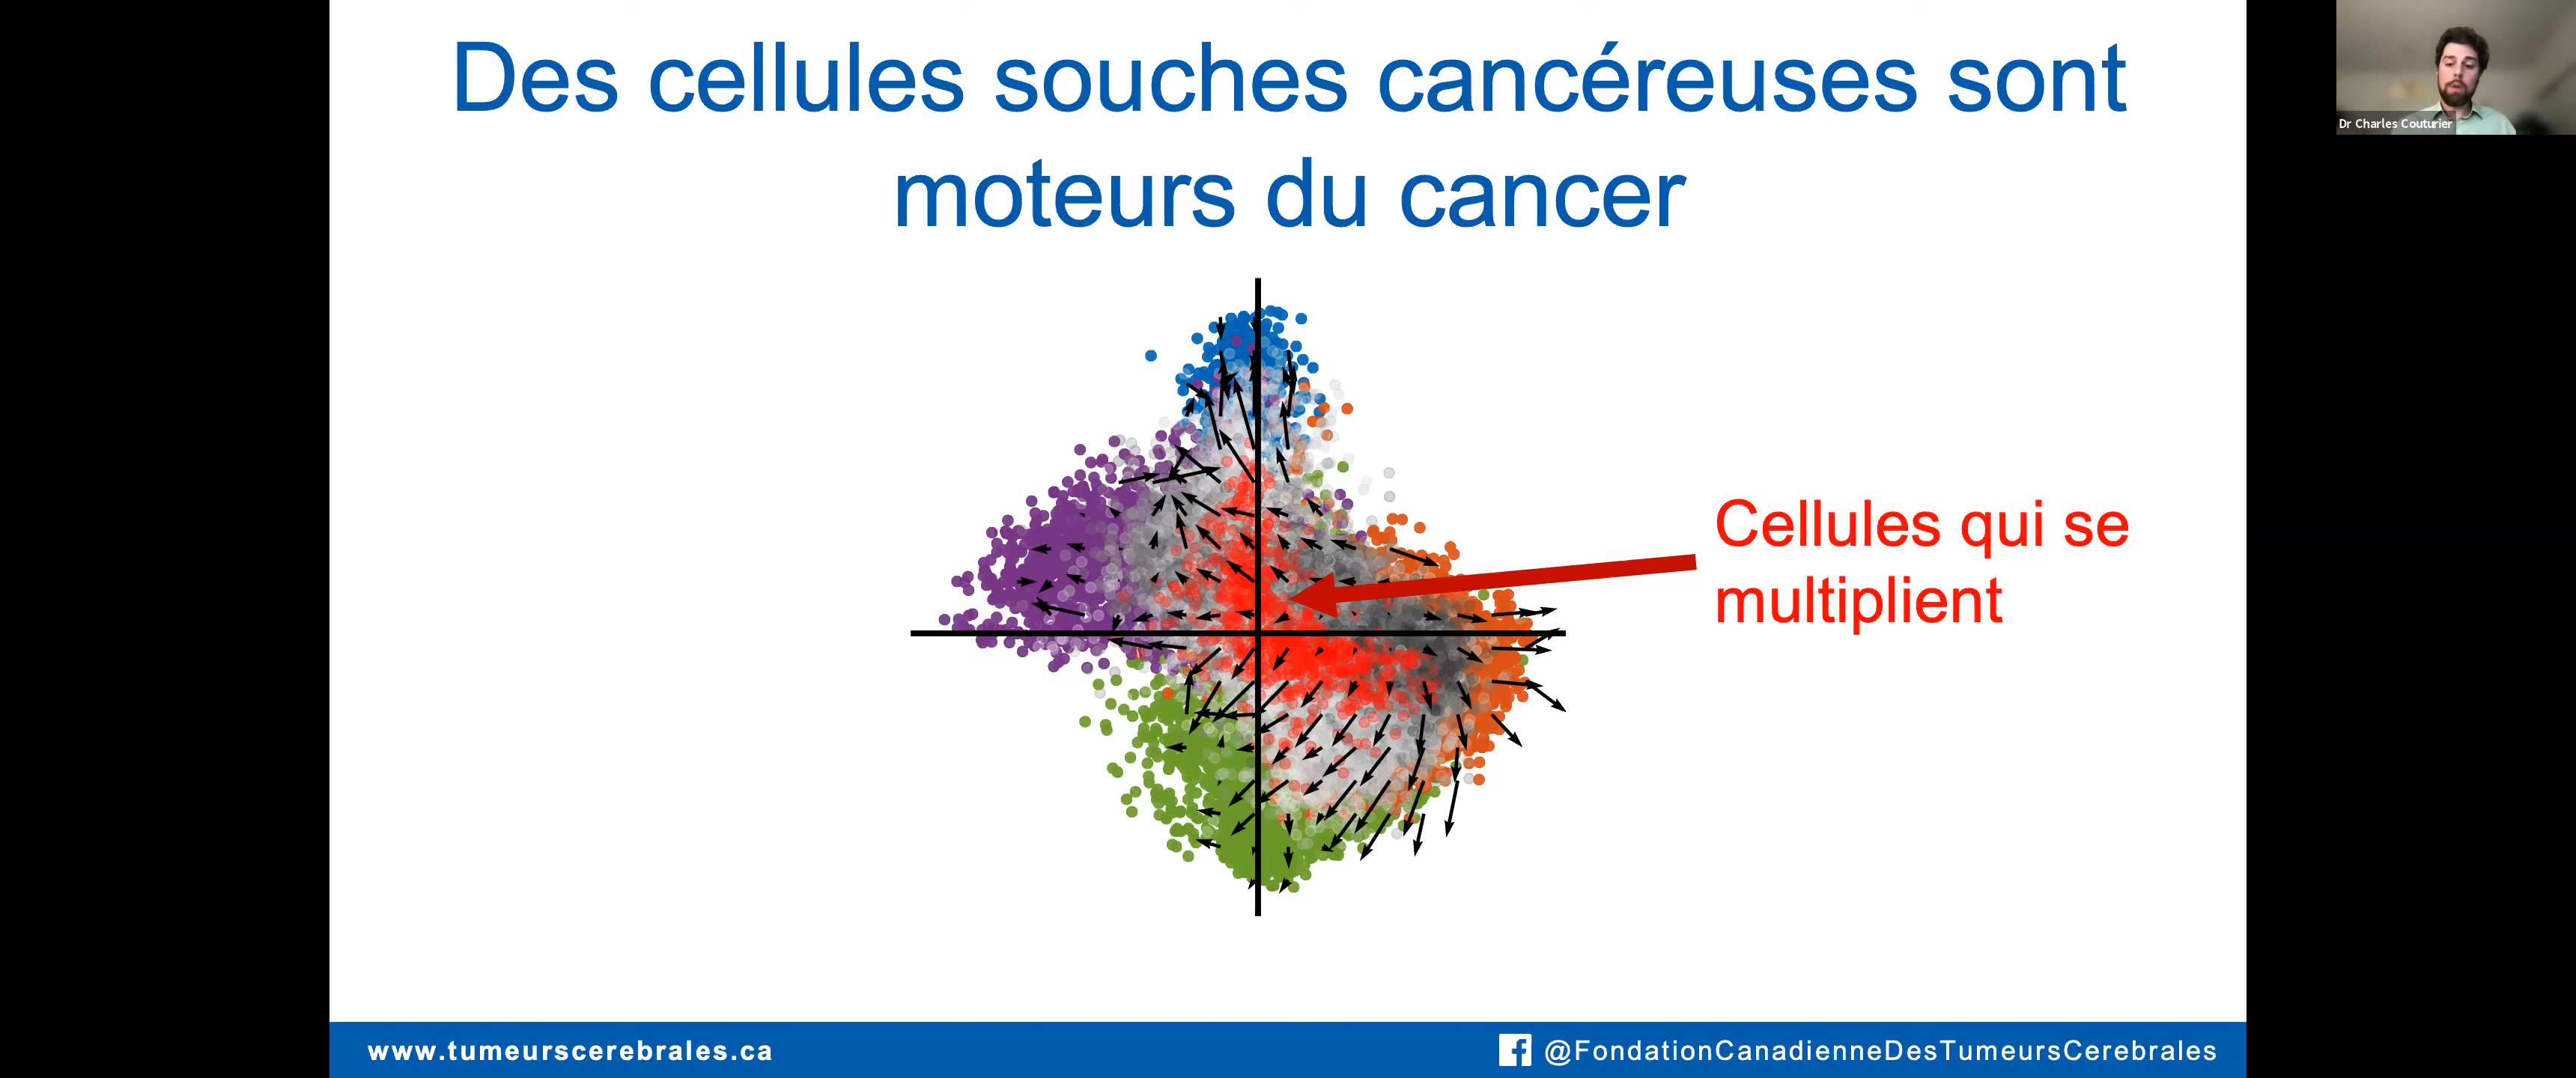 Des cellules souches cancéreuses sont
moteurs du cancer
Dr Charles Couturier
Cellules qui se
multiplient
www.tumeurscerebrales.ca
@FondationCanadienneDesTumeursCerebrales